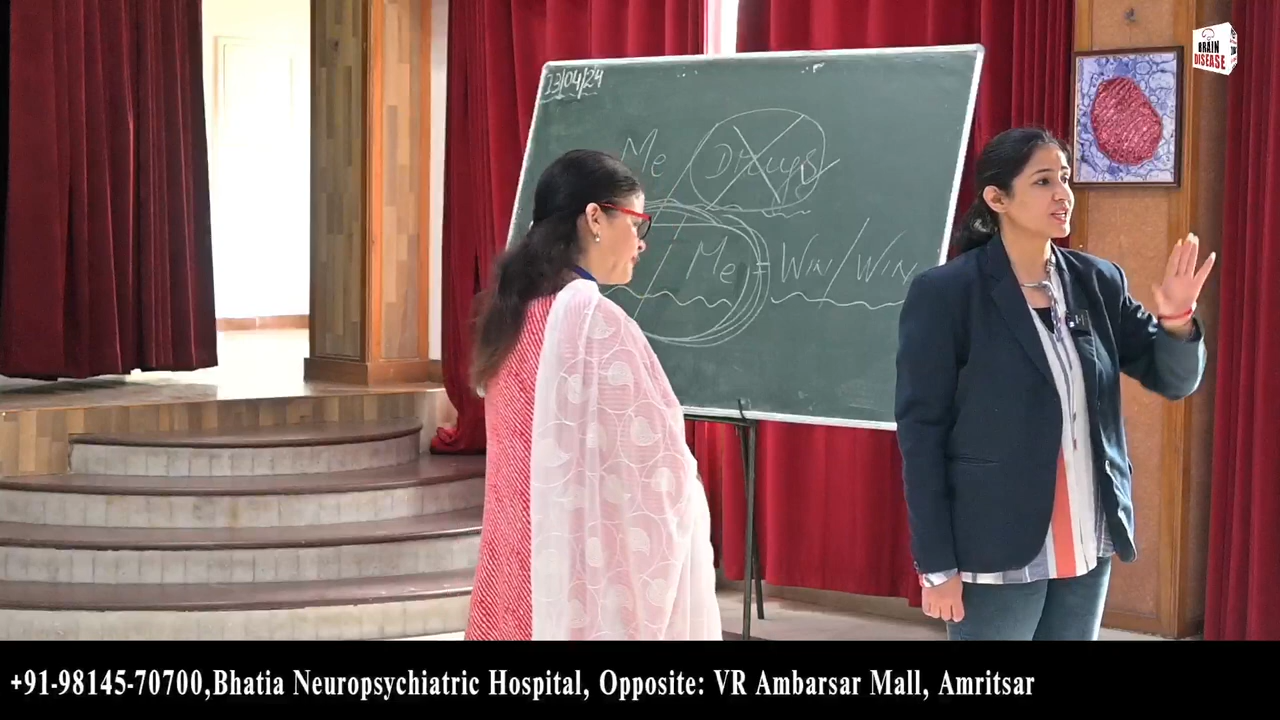 BRAIN
DISEASE
13/04/24
Me Drugs
Me = WIN/WIN
+91-98145-70700,Bhatia Neuropsychiatric Hospital, Opposite: VR Ambarsar Mall, Amritsar